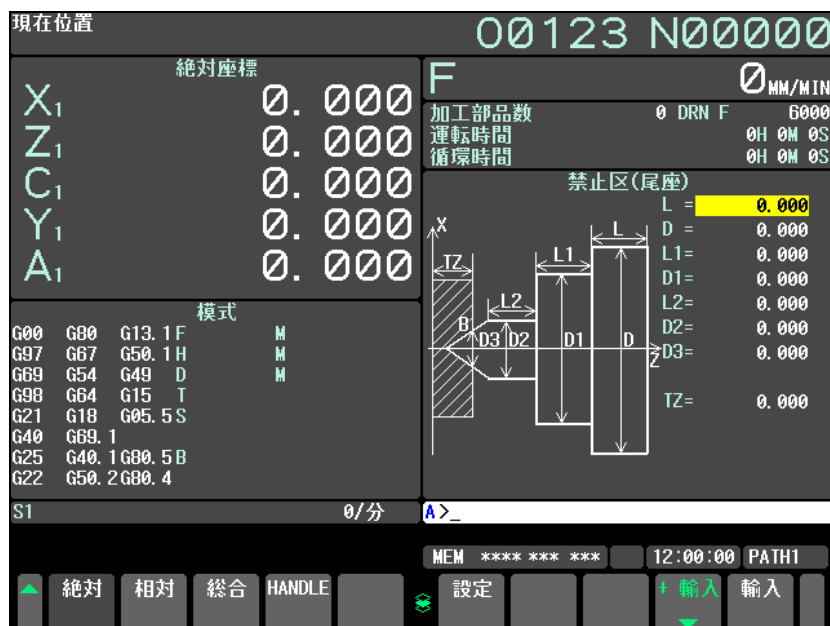 現在位置
O0123 N00000
絶対座標
X1 0.000
Z1 0.000
C1 0.000
Y1 0.000
A1 0.000
F 0 MM/MIN
加工部品数 0 DRN F 6000
運転時間 0H 0M 0S
循環時間 0H 0M 0S
禁止区(尾座)
L = 0.000
D = 0.000
L1= 0.000
D1= 0.000
L2= 0.000
D2= 0.000
D3= 0.000
TZ= 0.000
X
L
L1
TZ
L2
B
D3 D2 D1 D
Z
模式
G00 G80 G13.1 F M
G97 G67 G50.1 H M
G69 G54 G49 D M
G98 G64 G15 T
G21 G18 G05.5 S
G40 G69.1
G25 G40.1 G80.5 B
G22 G50.2 G80.4
S1 0/分
A>_
MEM **** *** *** 12:00:00 PATH1
絶対 相対 総合 HANDLE 設定 + 輸入 輸入